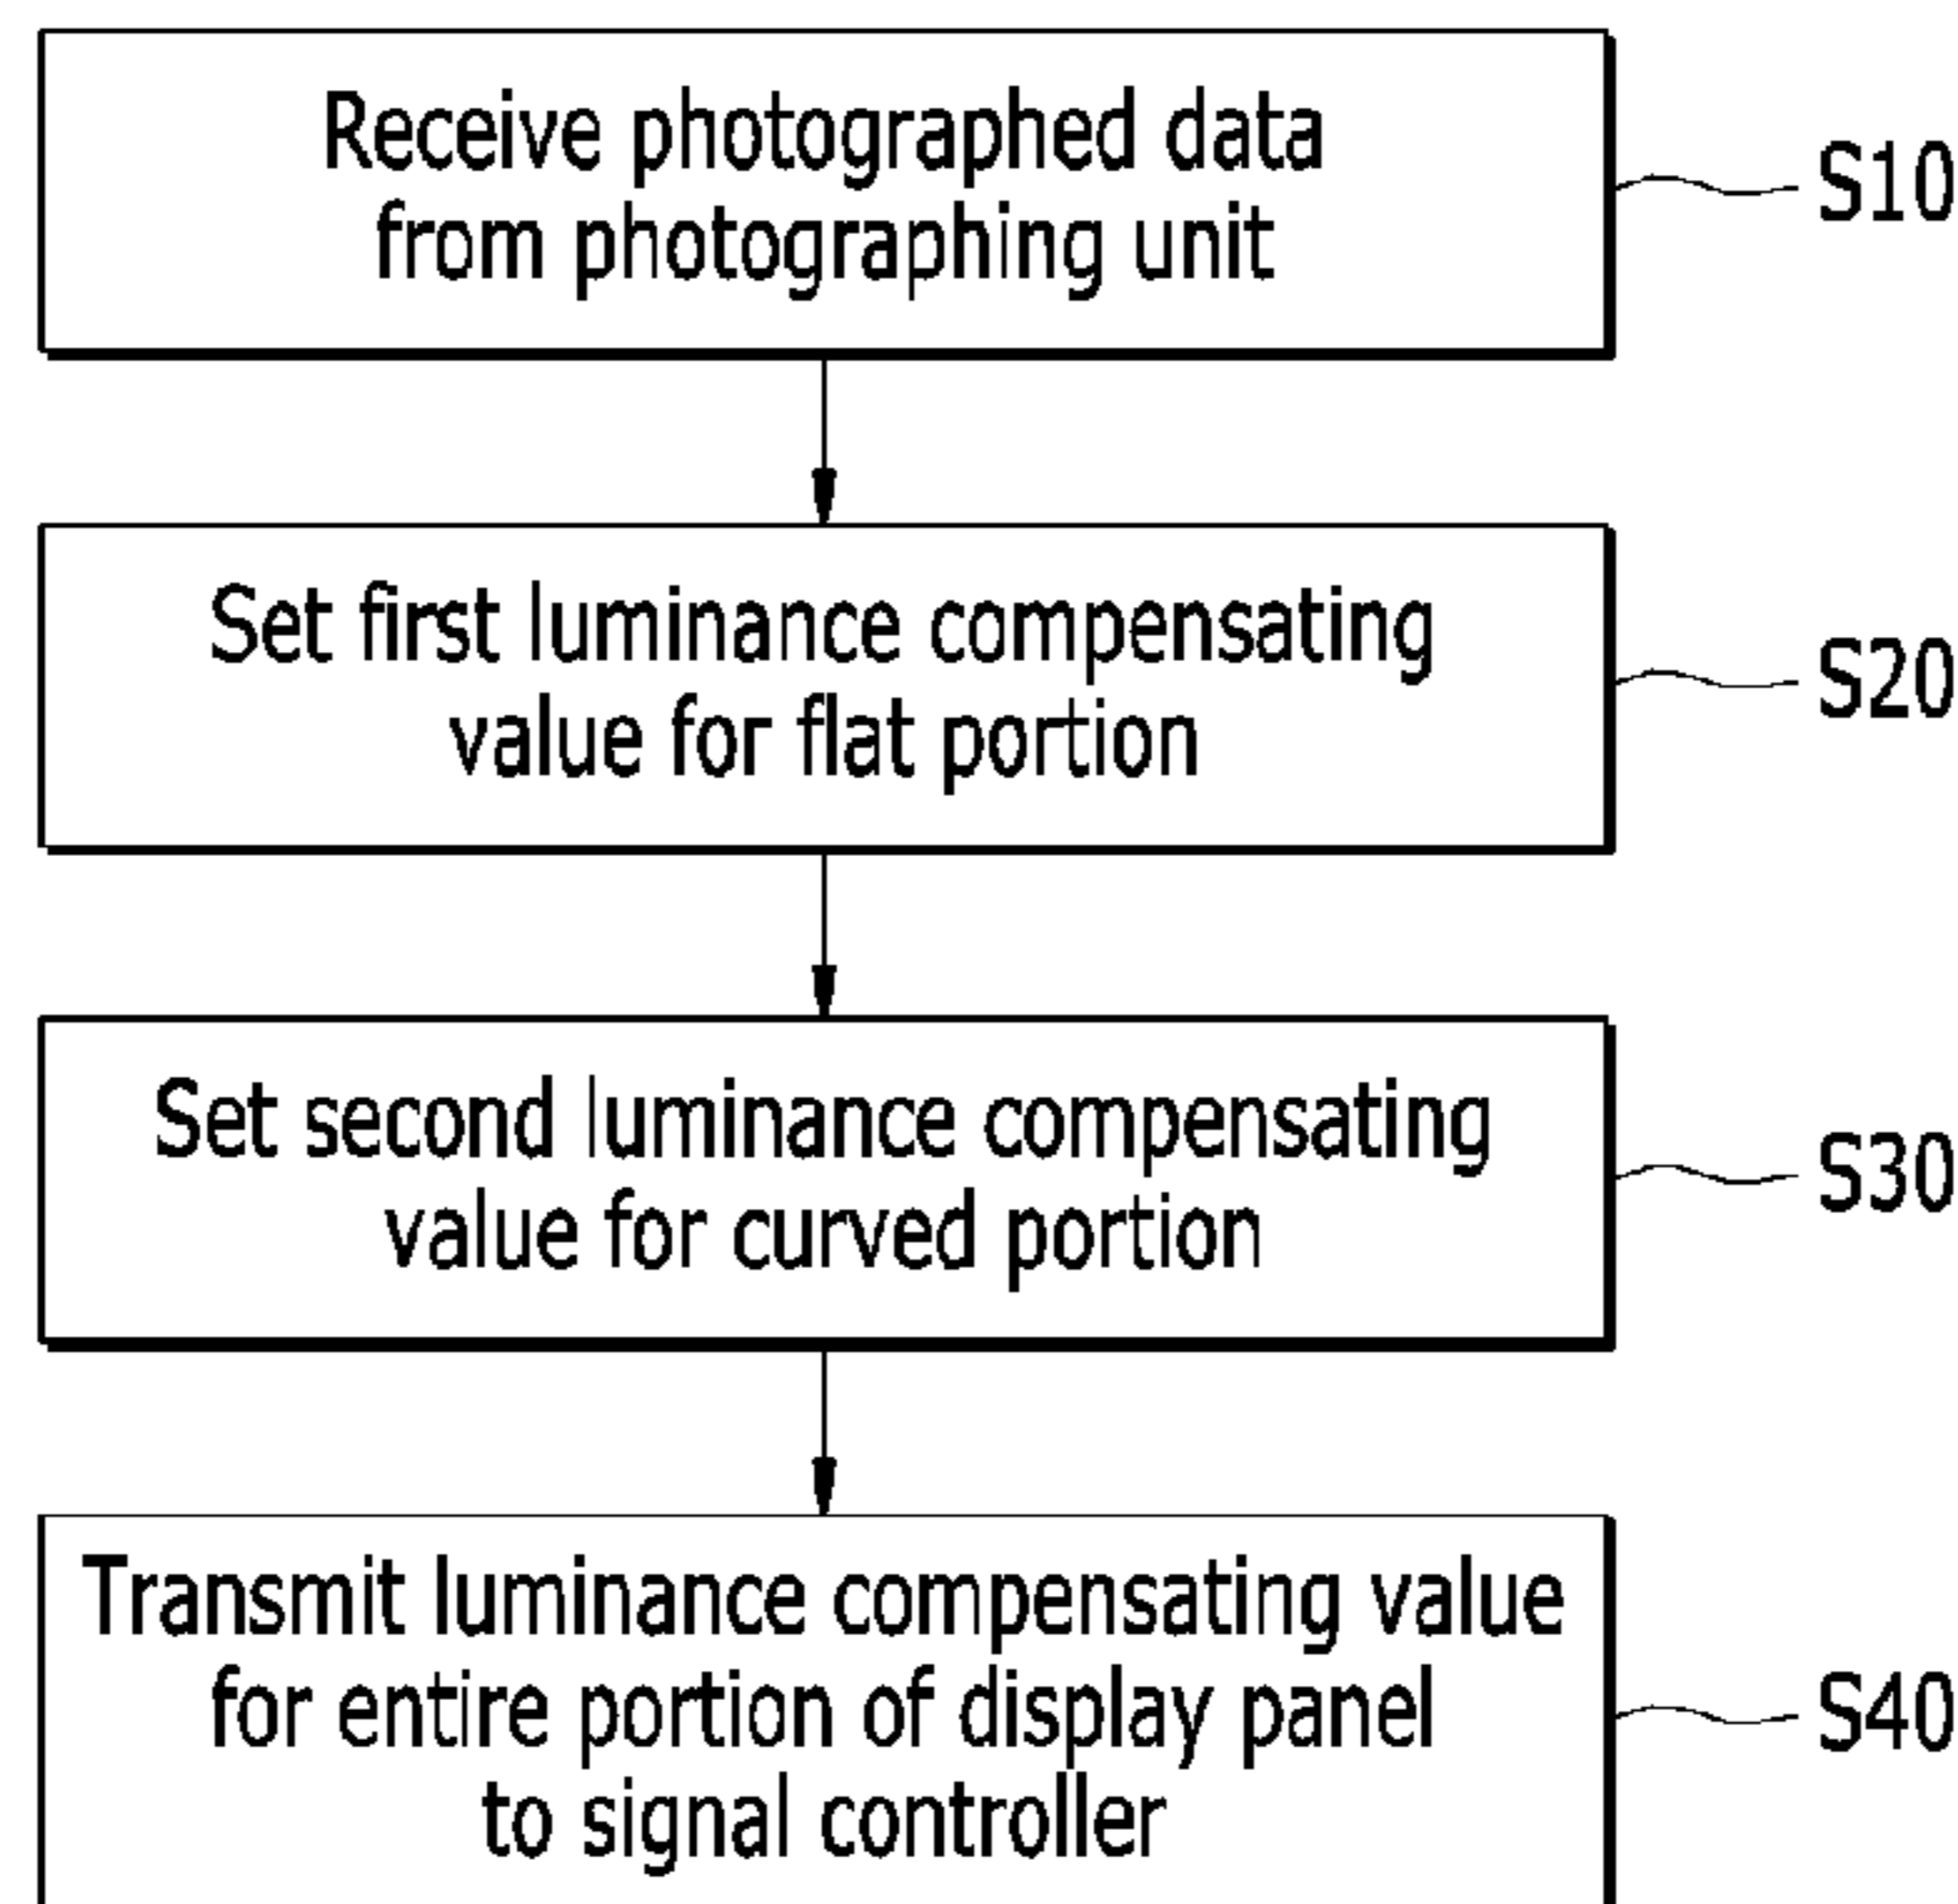 Receive photographed data
from photographing unit
S10
Set first luminance compensating
value for flat portion
S20
Set second luminance compensating
value for curved portion
S30
Transmit luminance compensating value
for entire portion of display panel
to signal controller
S40